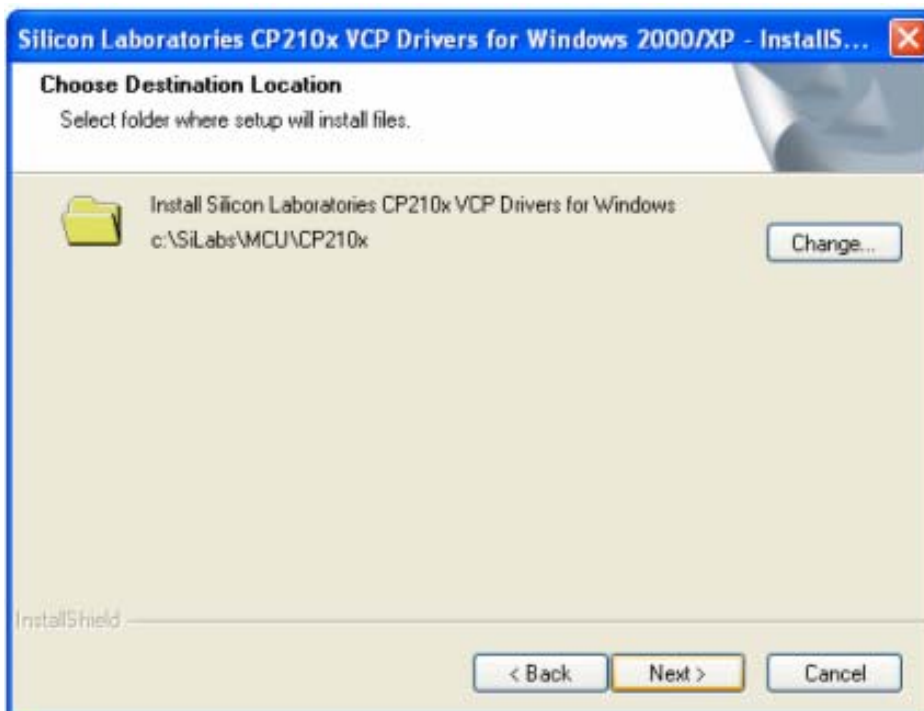 Silicon Laboratories CP210x VCP Drivers for Windows 2000/XP - InstallS...
Choose Destination Location
Select folder where setup will install files.
Install Silicon Laboratories CP210x VCP Drivers for Windows
c:\SiLabs\MCU\CP210x
Change...
InstallShield
< Back
Next >
Cancel